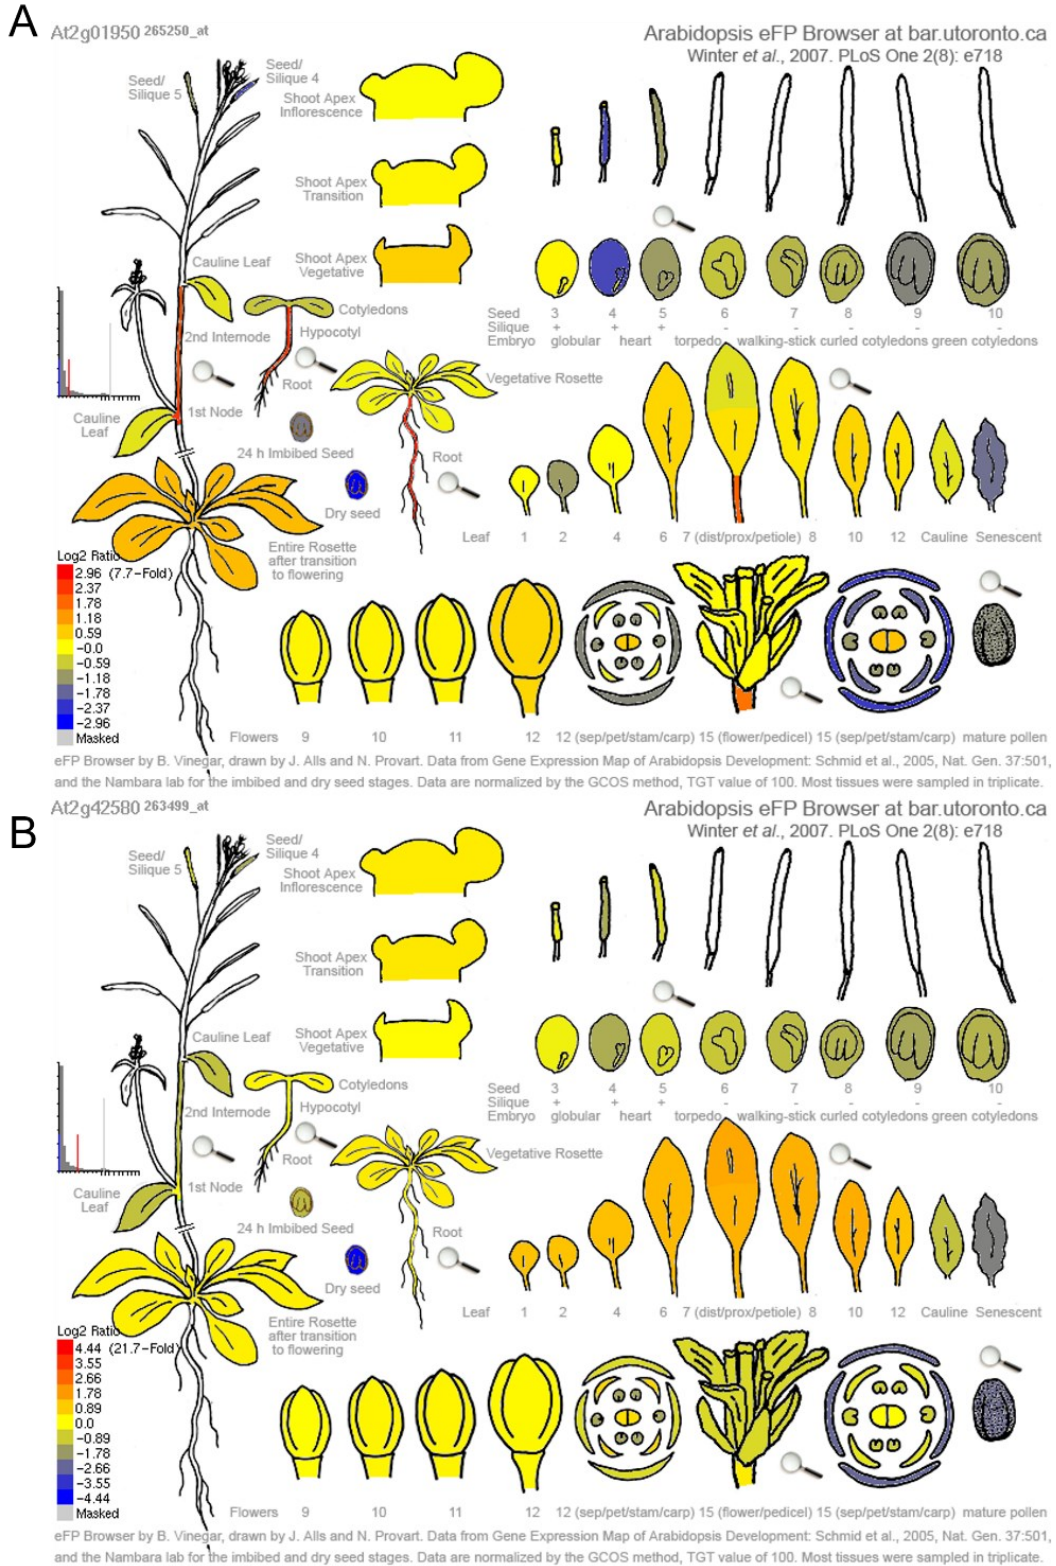 A
At2g01950 265250_at
Arabidopsis eFP Browser at bar.utoronto.ca
Winter et al., 2007. PLoS One 2(8): e718
Seed/
Silique 5
Seed/
Silique 4
Shoot Apex
Inflorescence
Shoot Apex
Transition
Shoot Apex
Vegetative
Cauline Leaf
Cotyledons
2nd Internode
Hypocotyl
Root
1st Node
Cauline
Leaf
24 h Imbibed Seed
Dry seed
Root
Vegetative Rosette
Entire Rosette
after transition
to flowering
Seed 3 4 5 6 7 8 9 10
Silique + + + - - - - -
Embryo globular heart torpedo walking-stick curled cotyledons green cotyledons
Leaf 1 2 4 6 7 (dist/prox/petiole) 8 10 12 Cauline Senescent
Log2 Ratio
2.96 (7.7-Fold)
2.37
1.78
1.18
0.59
-0.0
-0.59
-1.18
-1.78
-2.37
-2.96
Masked
Flowers 9 10 11 12 12 (sep/pet/stam/carp) 15 (flower/pedicel) 15 (sep/pet/stam/carp) mature pollen
eFP Browser by B. Vinegar, drawn by J. Alls and N. Provart. Data from Gene Expression Map of Arabidopsis Development: Schmid et al., 2005, Nat. Gen. 37:501,
and the Nambara lab for the imbibed and dry seed stages. Data are normalized by the GCOS method, TGT value of 100. Most tissues were sampled in triplicate.
B
At2g42580 263499_at
Arabidopsis eFP Browser at bar.utoronto.ca
Winter et al., 2007. PLoS One 2(8): e718
Seed/
Silique 5
Seed/
Silique 4
Shoot Apex
Inflorescence
Shoot Apex
Transition
Shoot Apex
Vegetative
Cauline Leaf
Cotyledons
2nd Internode
Hypocotyl
Root
1st Node
Cauline
Leaf
24 h Imbibed Seed
Dry seed
Root
Vegetative Rosette
Entire Rosette
after transition
to flowering
Seed 3 4 5 6 7 8 9 10
Silique + + + - - - - -
Embryo globular heart torpedo walking-stick curled cotyledons green cotyledons
Leaf 1 2 4 6 7 (dist/prox/petiole) 8 10 12 Cauline Senescent
Log2 Ratio
4.44 (21.7-Fold)
3.55
2.66
1.78
0.89
0.0
-0.89
-1.78
-2.66
-3.55
-4.44
Masked
Flowers 9 10 11 12 12 (sep/pet/stam/carp) 15 (flower/pedicel) 15 (sep/pet/stam/carp) mature pollen
eFP Browser by B. Vinegar, drawn by J. Alls and N. Provart. Data from Gene Expression Map of Arabidopsis Development: Schmid et al., 2005, Nat. Gen. 37:501,
and the Nambara lab for the imbibed and dry seed stages. Data are normalized by the GCOS method, TGT value of 100. Most tissues were sampled in triplicate.